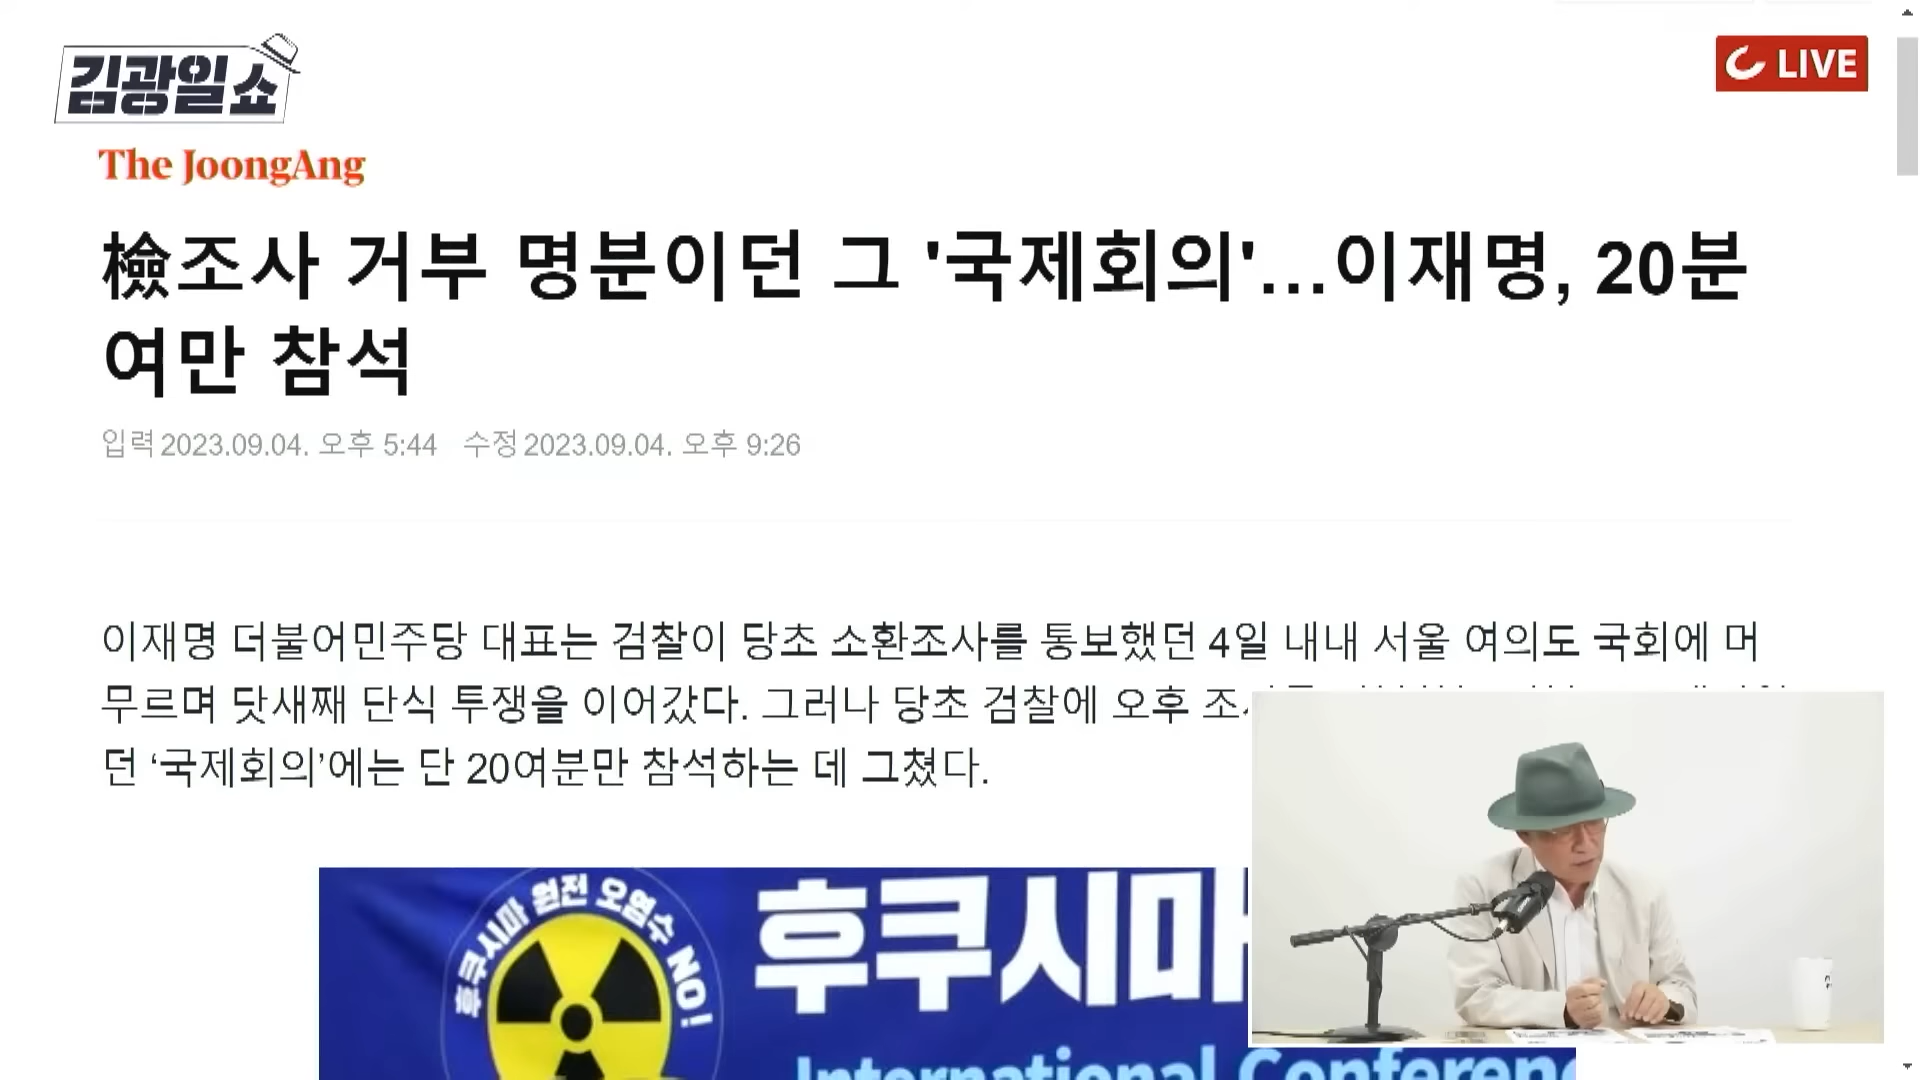 김광일쇼
LIVE
The JoongAng
檢조사 거부 명분이던 그 '국제회의'…이재명, 20분
여만 참석
입력 2023.09.04. 오후 5:44 수정 2023.09.04. 오후 9:26
이재명 더불어민주당 대표는 검찰이 당초 소환조사를 통보했던 4일 내내 서울 여의도 국회에 머
무르며 닷새째 단식 투쟁을 이어갔다. 그러나 당초 검찰에 오후
던 ‘국제회의’에는 단 20여분만 참석하는 데 그쳤다.
후쿠시마 원전 오염수 NO!
후쿠시마
International